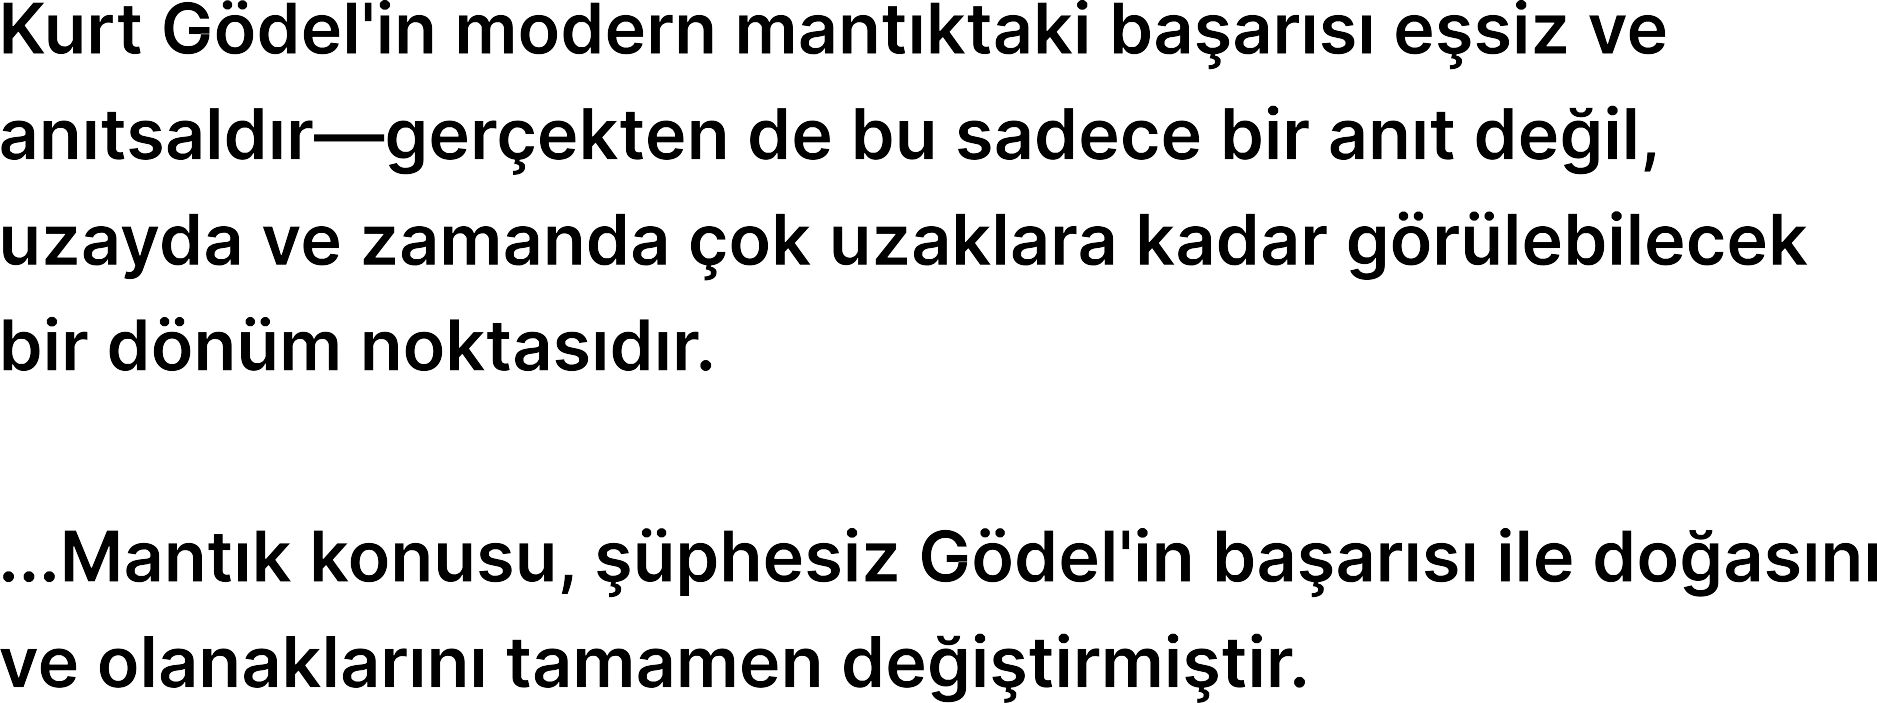 Kurt Gödel'in modern mantıktaki başarısı eşsiz ve
anıtsaldır—gerçekten de bu sadece bir anıt değil,
uzayda ve zamanda çok uzaklara kadar görülebilecek
bir dönüm noktasıdır.
...Mantık konusu, şüphesiz Gödel'in başarısı ile doğasını
ve olanaklarını tamamen değiştirmiştir.